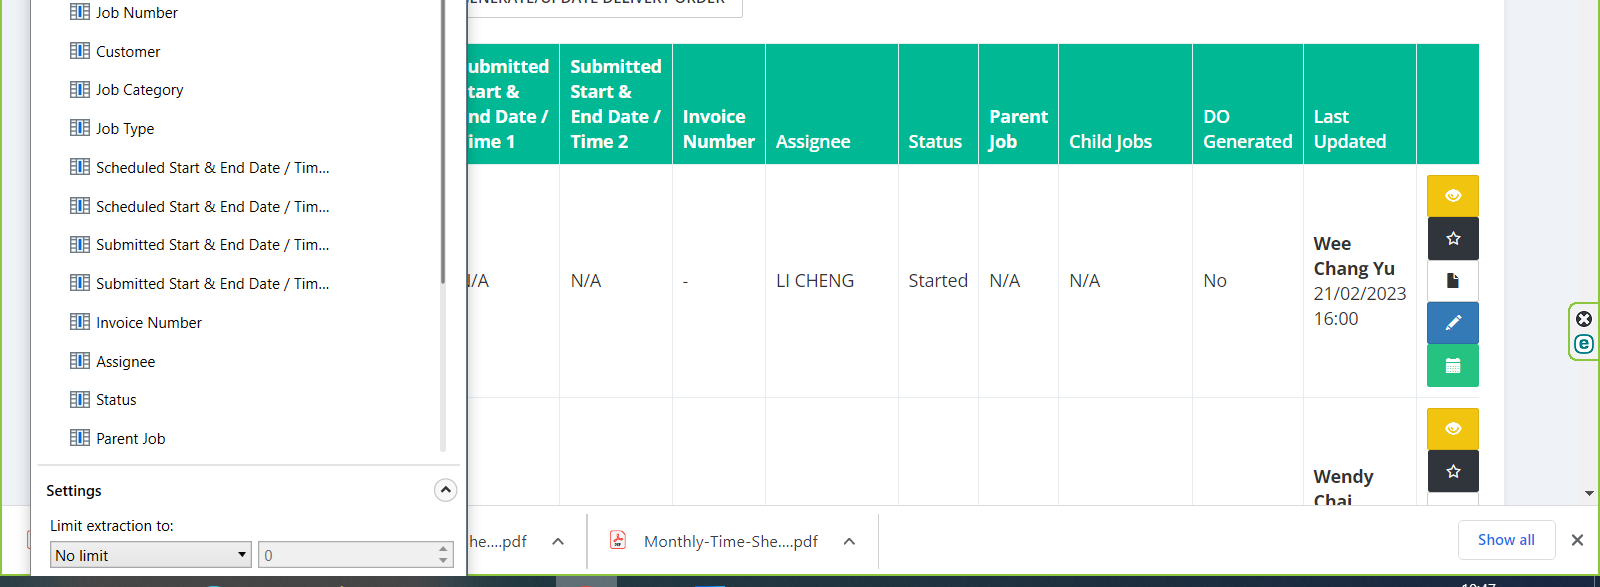 Job Number
Customer
Job Category
Job Type
Scheduled Start & End Date / Tim...
Scheduled Start & End Date / Tim...
Submitted Start & End Date / Tim...
Submitted Start & End Date / Tim...
Invoice Number
Assignee
Status
Parent Job
Settings
Limit extraction to:
No limit
0
ENERATE/UPDATE DELIVERY ORDER
ubmitted
tart &
nd Date /
ime 1
Submitted
Start &
End Date /
Time 2
Invoice
Number
Assignee
Status
Parent
Job
Child Jobs
DO
Generated
Last
Updated
I/A
N/A
-
LI CHENG
Started
N/A
N/A
No
Wee
Chang Yu
21/02/2023
16:00
Wendy
Chai
he....pdf
Monthly-Time-She....pdf
Show all